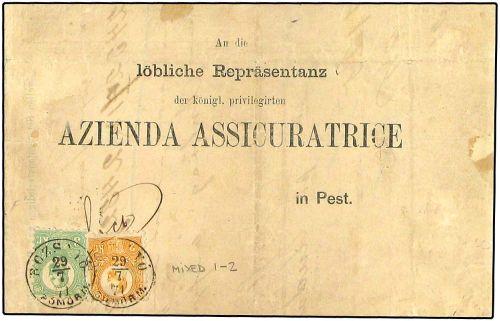 An die
löbliche Repräsentanz
der königl. privilegirten
AZIENDA ASSICURATRICE
in Pest.
29
7
29
7
MIXED 1-2